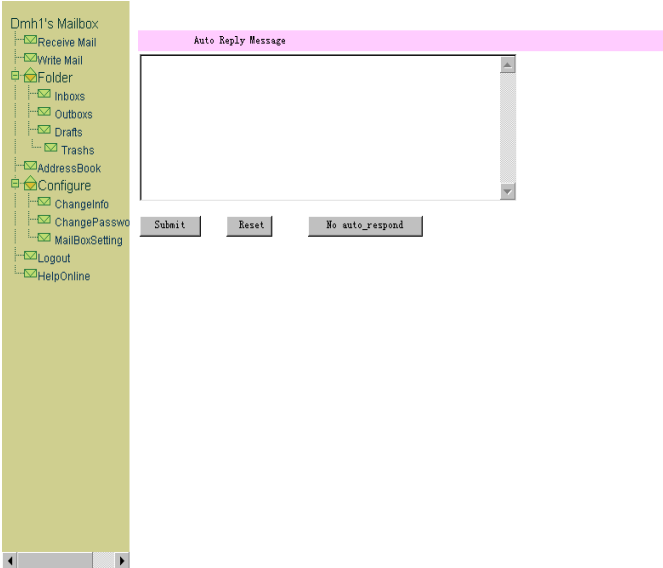 Dmh1's Mailbox
Receive Mail
Write Mail
Folder
Inboxs
Outboxs
Drafts
Trashs
AddressBook
Configure
ChangeInfo
ChangePasswo
MailBoxSetting
Logout
HelpOnline
Auto Reply Message
Submit Reset No auto_respond